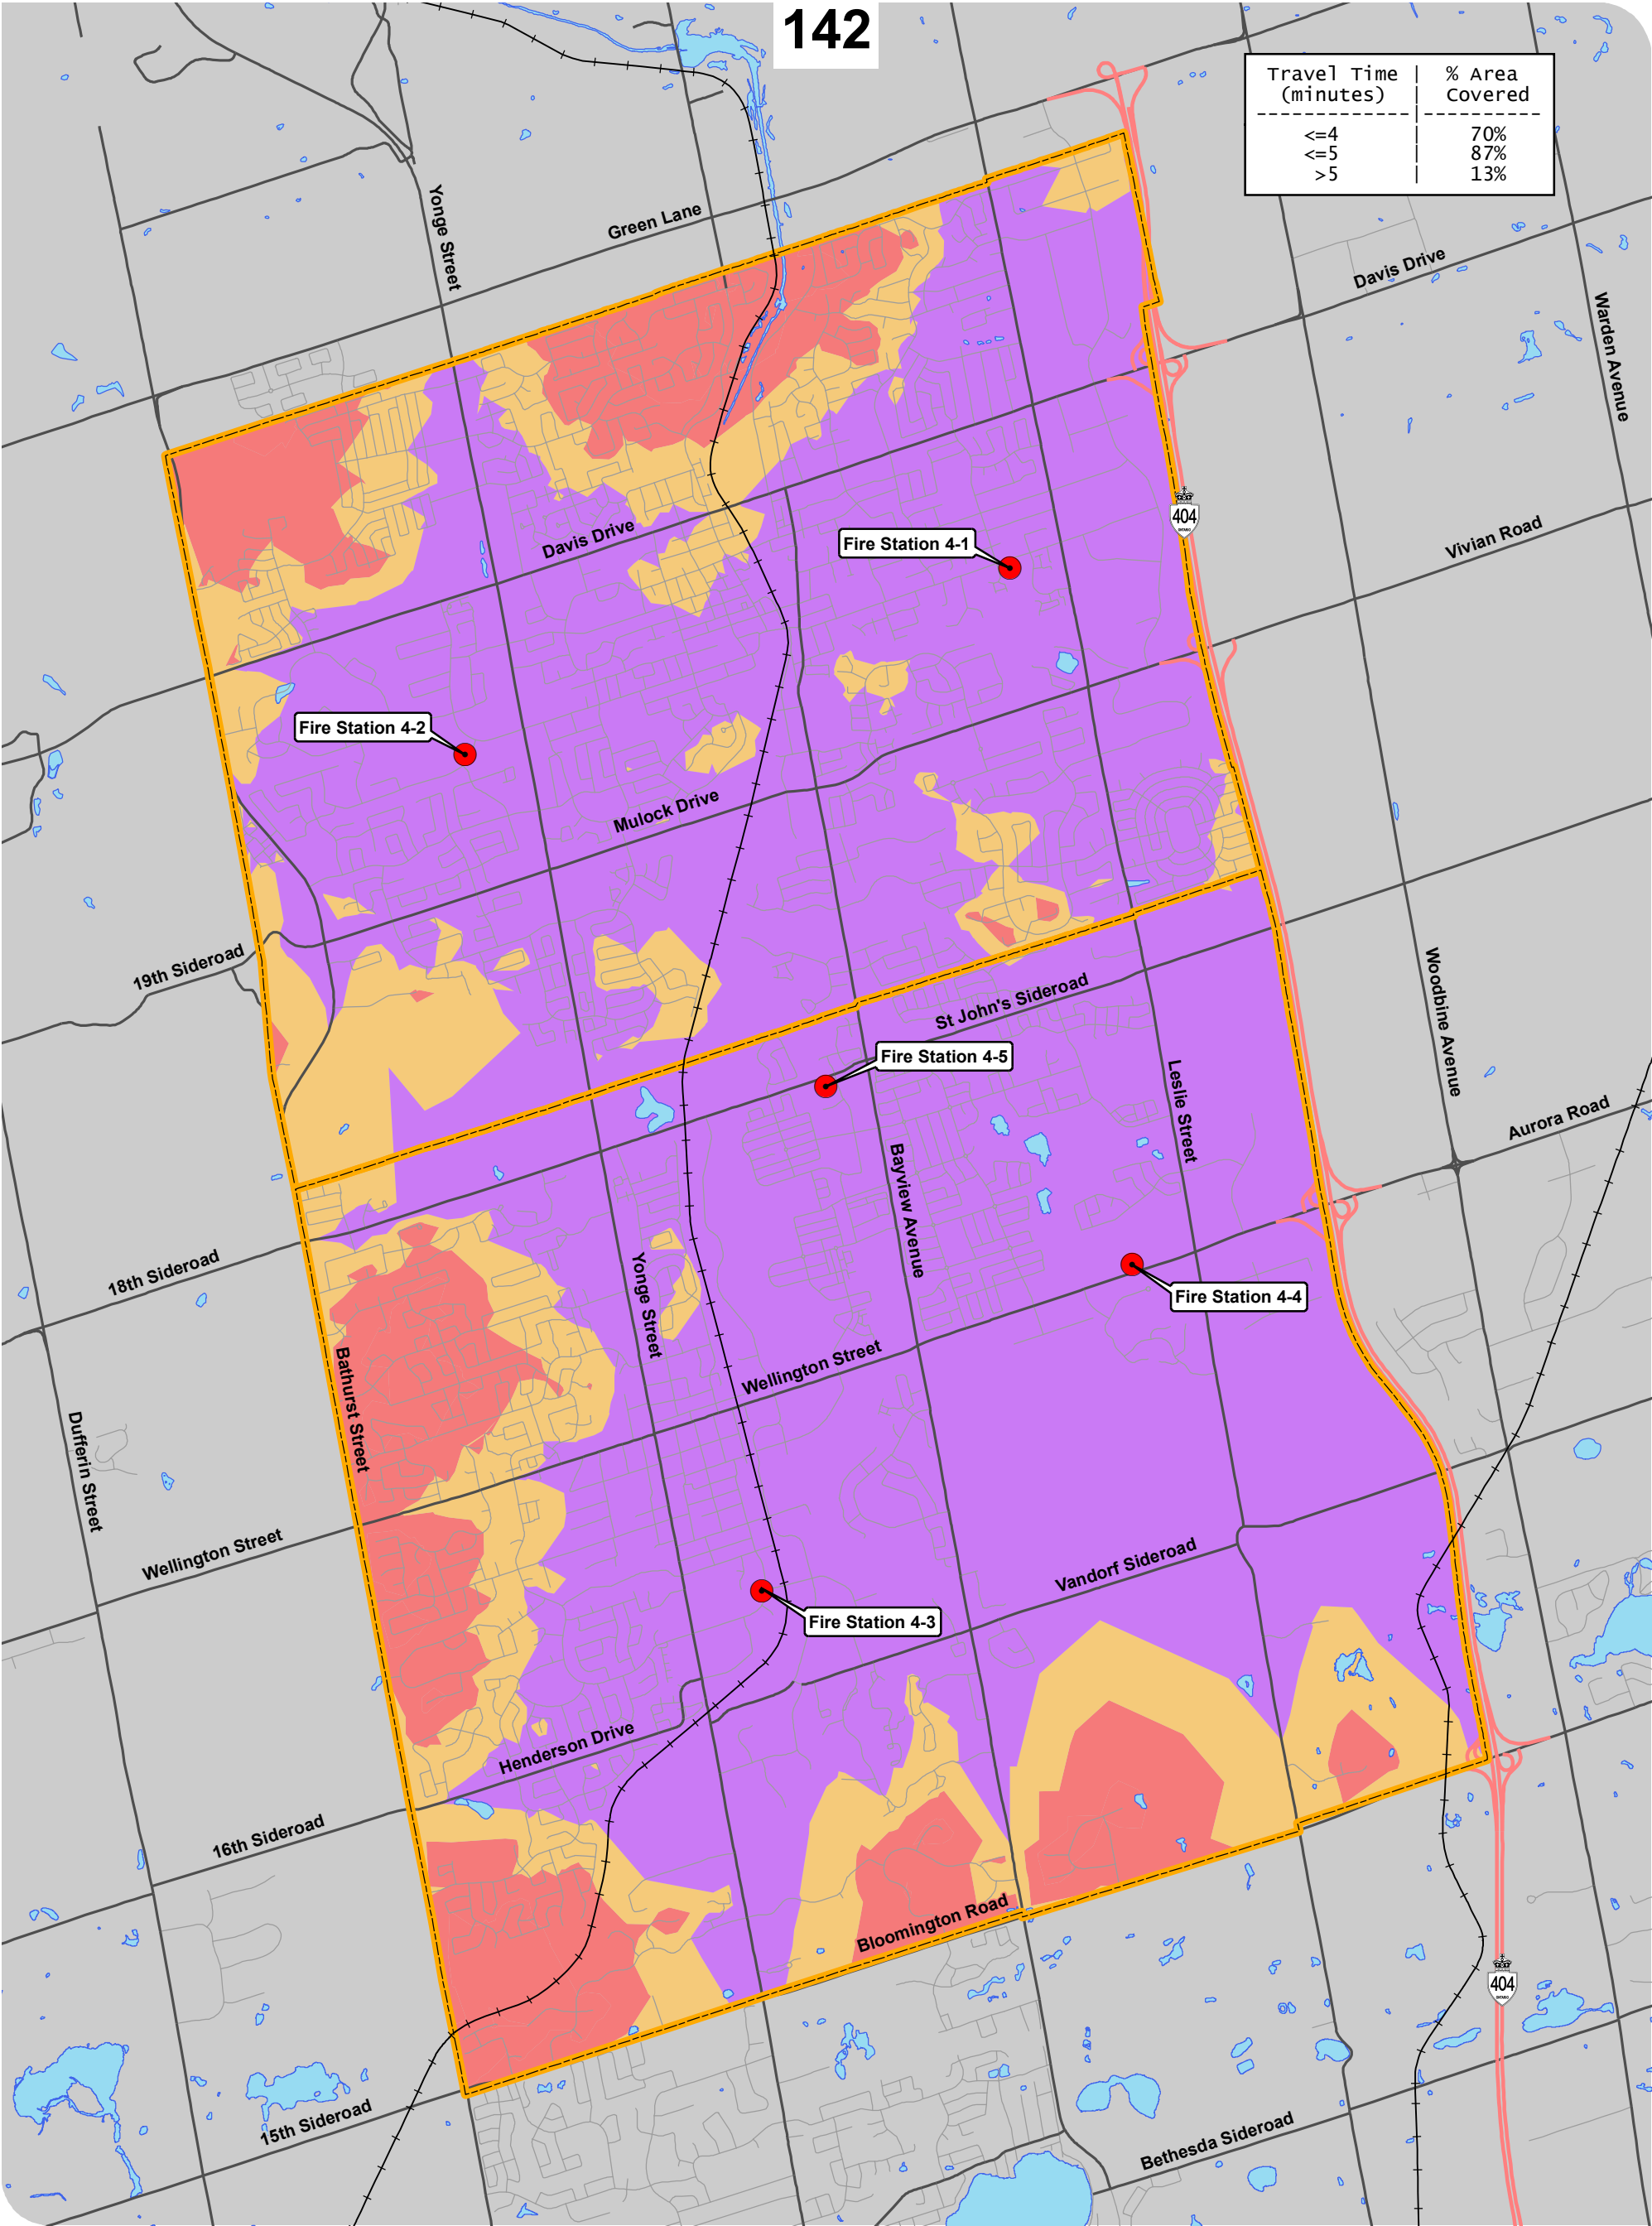 142
Travel Time | % Area
(minutes) | Covered
--------------|-----------
<=4 | 70%
<=5 | 87%
>5 | 13%
Yonge Street
Green Lane
Davis Drive
Warden Avenue
404
ONTARIO
Vivian Road
Davis Drive
Fire Station 4-1
Fire Station 4-2
Mulock Drive
19th Sideroad
St John's Sideroad
Woodbine Avenue
Fire Station 4-5
Leslie Street
Aurora Road
Bayview Avenue
18th Sideroad
Yonge Street
Fire Station 4-4
Bathurst Street
Wellington Street
Dufferin Street
Wellington Street
Vandorf Sideroad
Fire Station 4-3
Henderson Drive
16th Sideroad
Bloomington Road
404
ONTARIO
15th Sideroad
Bethesda Sideroad